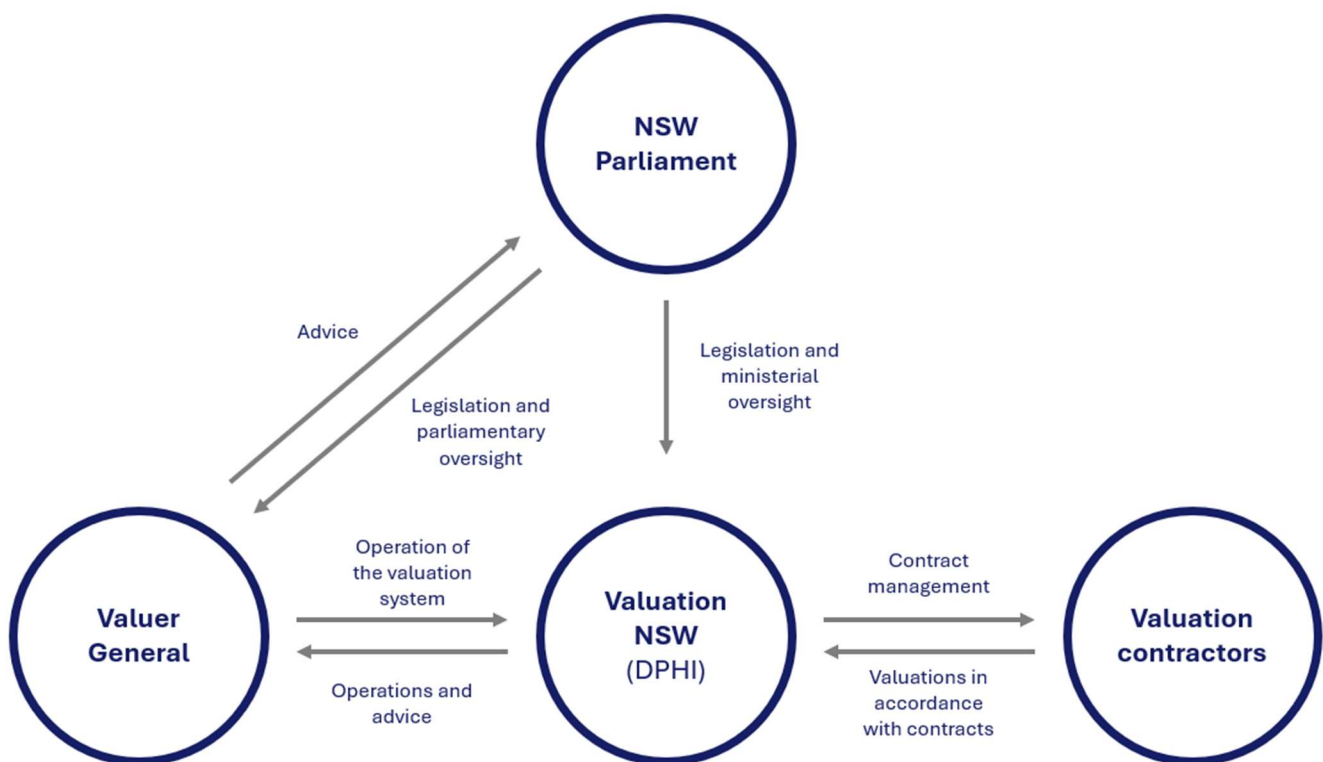 NSW
Parliament
Advice
Legislation and
ministerial
oversight
Legislation and
parliamentary
oversight
Operation of
the valuation
system
Contract
management
Valuer
General
Valuation
NSW
(DPHI)
Valuation
contractors
Operations and
advice
Valuations in
accordance
with contracts